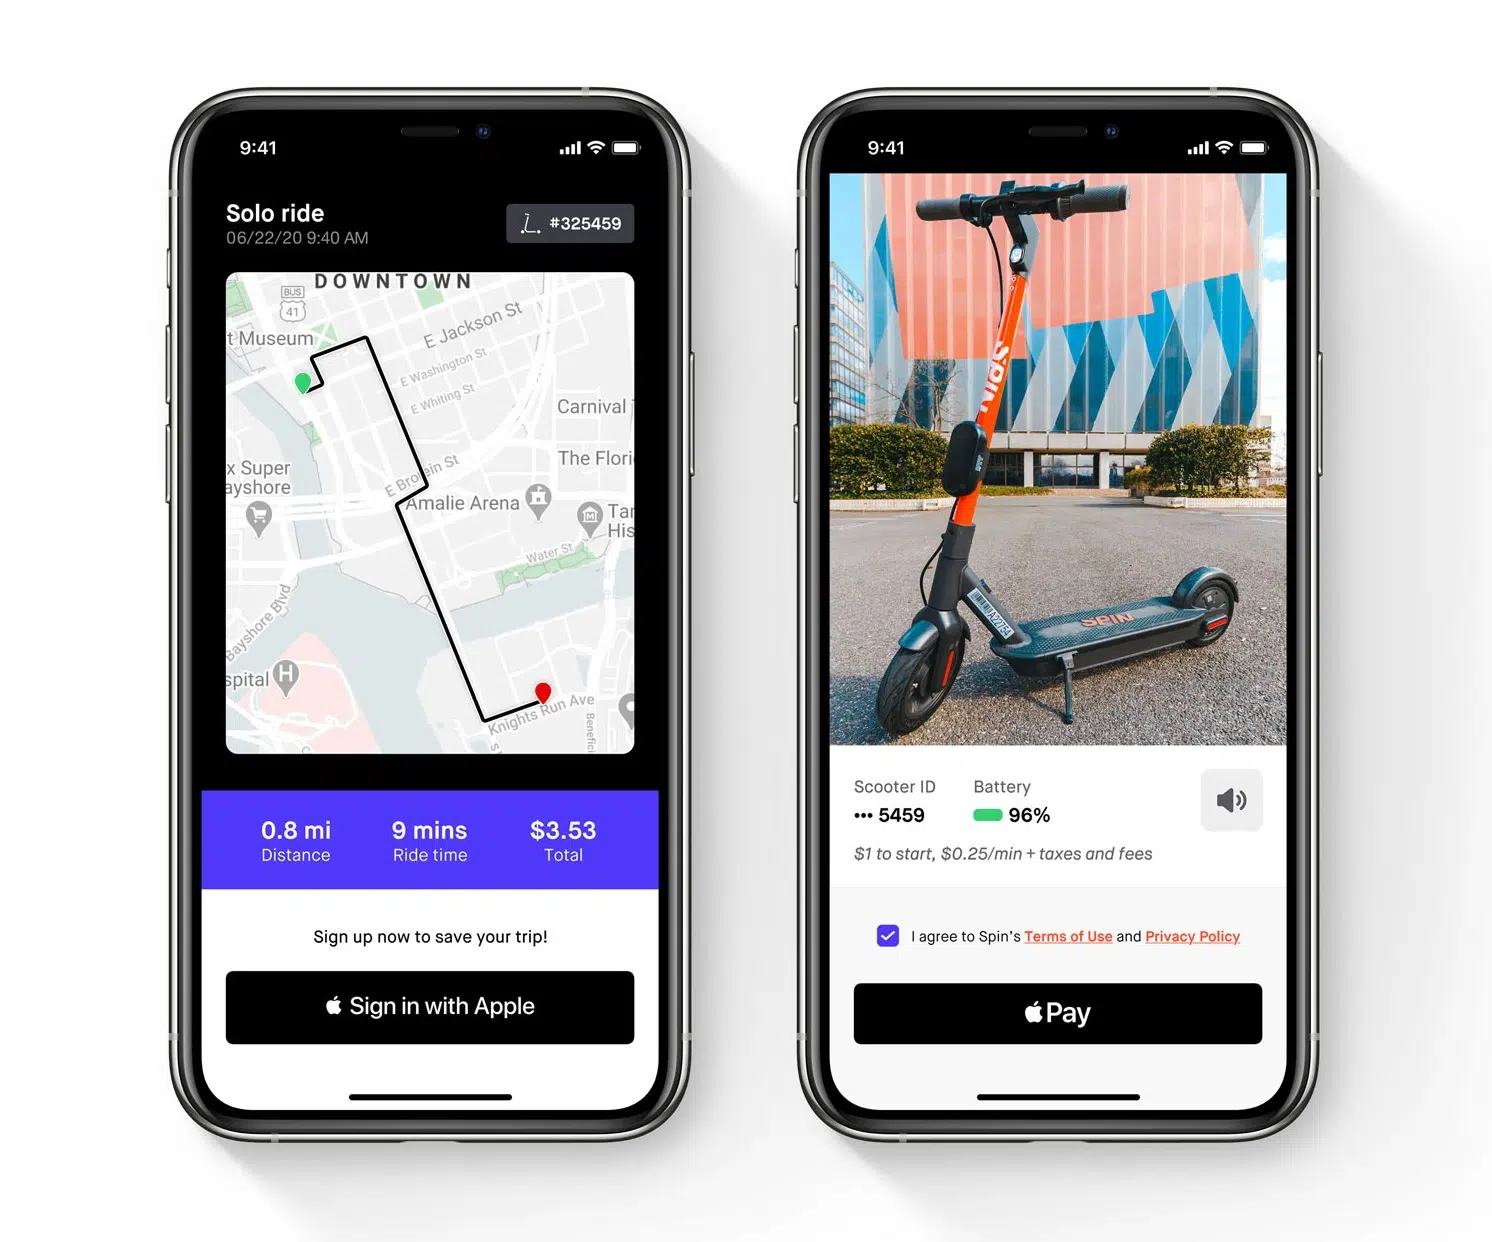 9:41
Solo ride
06/22/20 9:40 AM
#325459
DOWNTOWN
BUS
41
E Jackson St
t Museum
E Washington St
E Whiting St
Carnival
x Super
ayshore
E Brolein St
The Flori
Amalie Arena
Tam
His
Water St
Bayshore Blvd
spital
H
Knights Run Ave
Benefici
0.8 mi
9 mins
$3.53
Distance
Ride time
Total
Sign up now to save your trip!
Sign in with Apple
9:41
SPIN
SPIN
Scooter ID
Battery
••• 5459
96%
$1 to start, $0.25/min + taxes and fees
I agree to Spin's Terms of Use and Privacy Policy
Pay